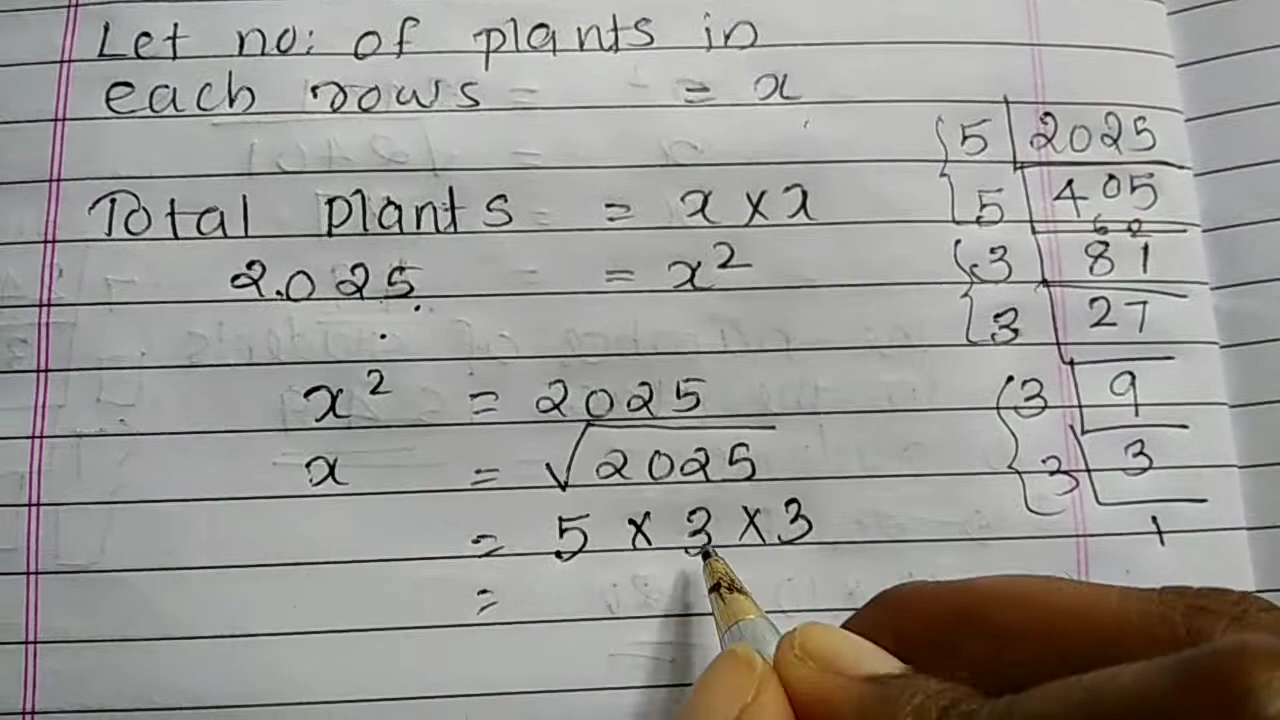 Let no: of plants in
each rows = = x
Total plants = x × x
2025 = x²
x² = 2025
x = √2025
= 5 × 3 × 3
=
5 | 2025
5 | 405
3 | 81
3 | 27
3 | 9
3 | 3
1